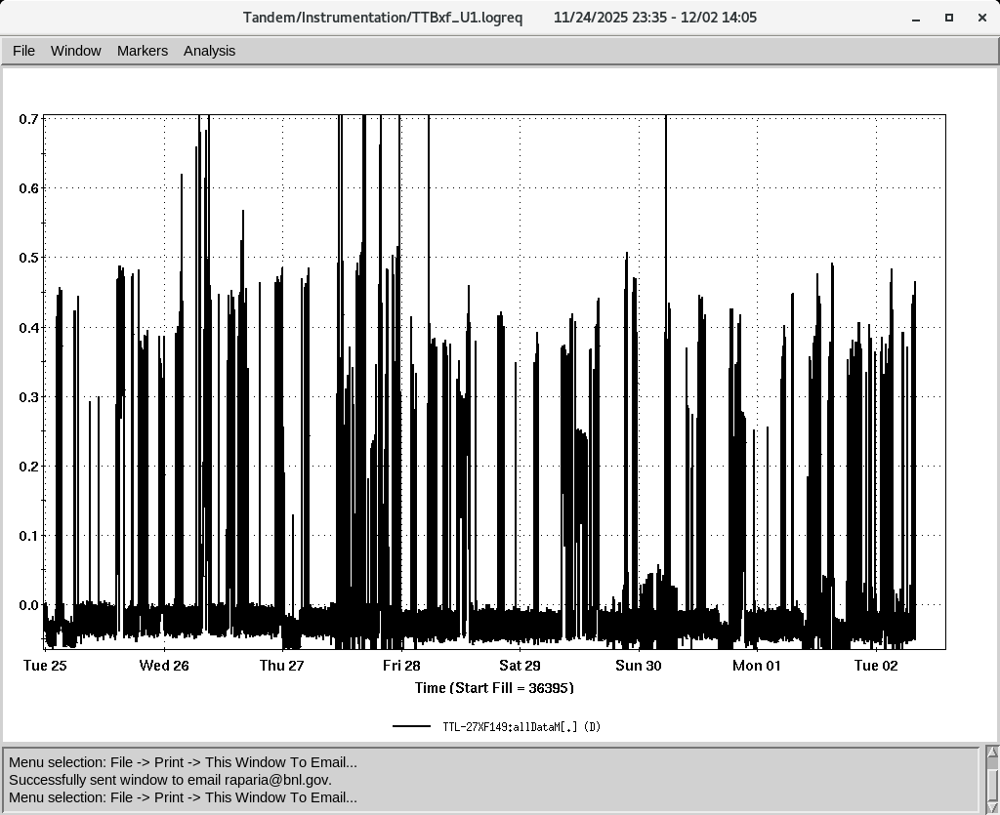 Tandem/Instrumentation/TTBxf_U1.logreq 11/24/2025 23:35 - 12/02 14:05
File Window Markers Analysis
0.7
0.6
0.5
0.4
0.3
0.2
0.1
0.0
Tue 25 Wed 26 Thu 27 Fri 28 Sat 29 Sun 30 Mon 01 Tue 02
Time (Start Fill = 36395)
TTL-27XF149:allDataM[.] (D)
Menu selection: File -> Print -> This Window To Email...
Successfully sent window to email raparia@bnl.gov.
Menu selection: File -> Print -> This Window To Email...